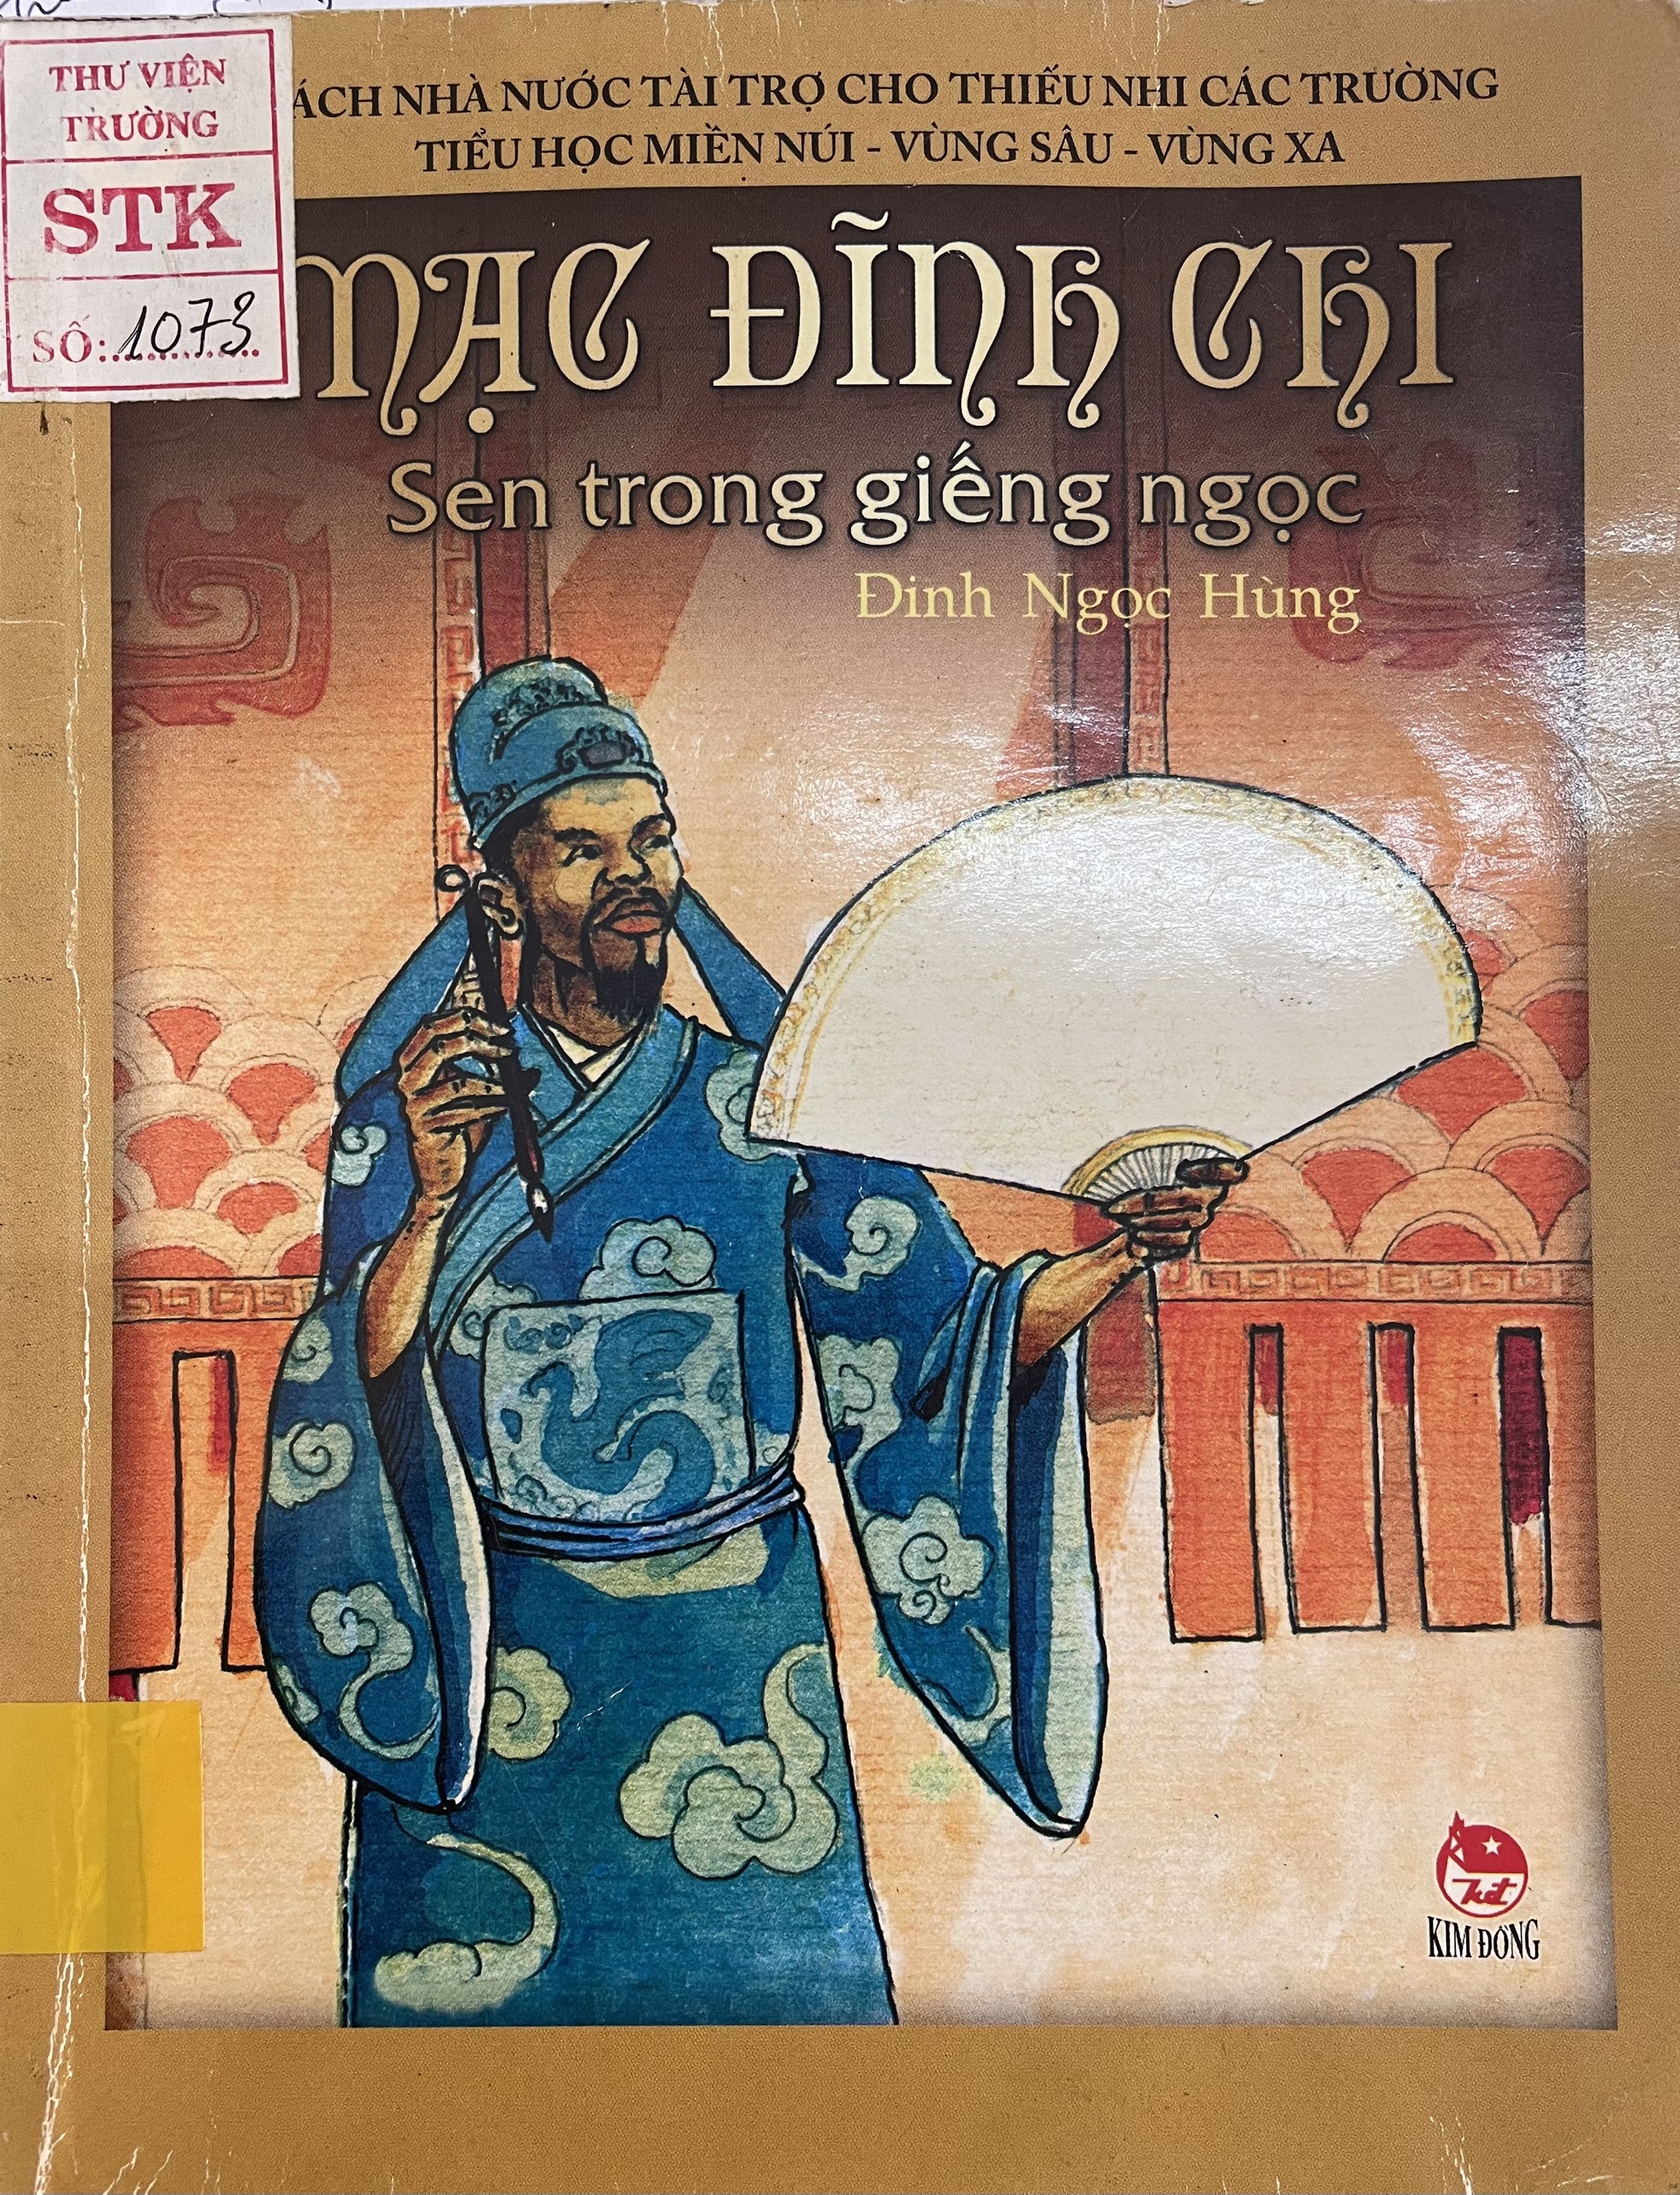 THƯ VIỆN
TRƯỜNG
STK
SỐ:.1073
ÁCH NHÀ NƯỚC TÀI TRỢ CHO THIẾU NHI CÁC TRƯỜNG
TIỂU HỌC MIỀN NÚI - VÙNG SÂU - VÙNG XA
MẠC ĐĨNH CHI
Sen trong giếng ngọc
Đinh Ngọc Hùng
KIM ĐỒNG